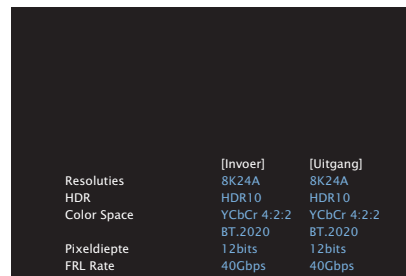 [Invoer] [Uitgang]
Resoluties 8K24A 8K24A
HDR HDR10 HDR10
Color Space YCbCr 4:2:2 YCbCr 4:2:2
BT.2020 BT.2020
Pixeldiepte 12bits 12bits
FRL Rate 40Gbps 40Gbps